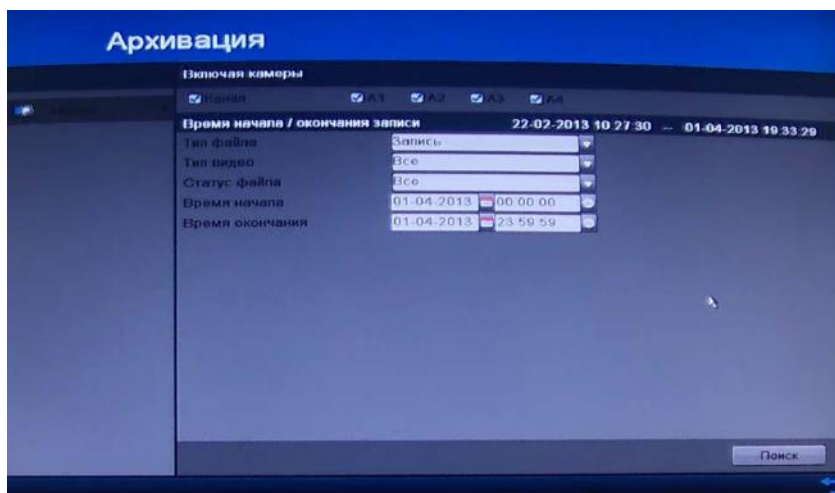 Архивация
Включая камеры
Канал A1 A2 A3 A4
Время начала / окончания записи 22-02-2013 10:27:30 -- 01-04-2013 19:33:29
Тип файла Запись
Тип видео Все
Статус файла Все
Время начала 01-04-2013 00:00:00
Время окончания 01-04-2013 23:59:59
Поиск